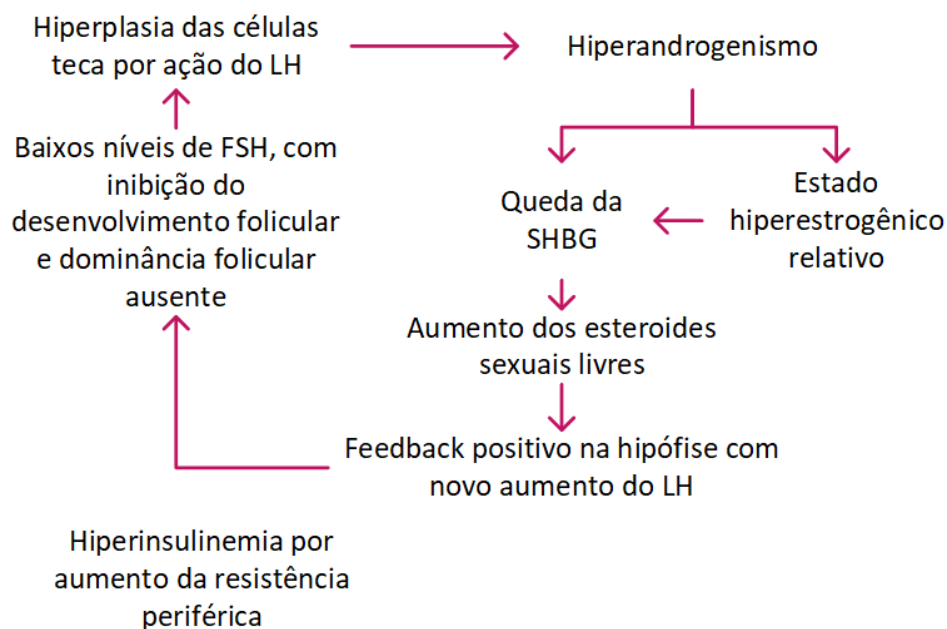 Hiperplasia das células
teca por ação do LH
Hiperandrogenismo
Baixos níveis de FSH, com
inibição do
desenvolvimento folicular
e dominância folicular
ausente
Queda da
SHBG
Estado
hiperestrogênico
relativo
Aumento dos esteroides
sexuais livres
Feedback positivo na hipófise com
novo aumento do LH
Hiperinsulinemia por
aumento da resistência
periférica